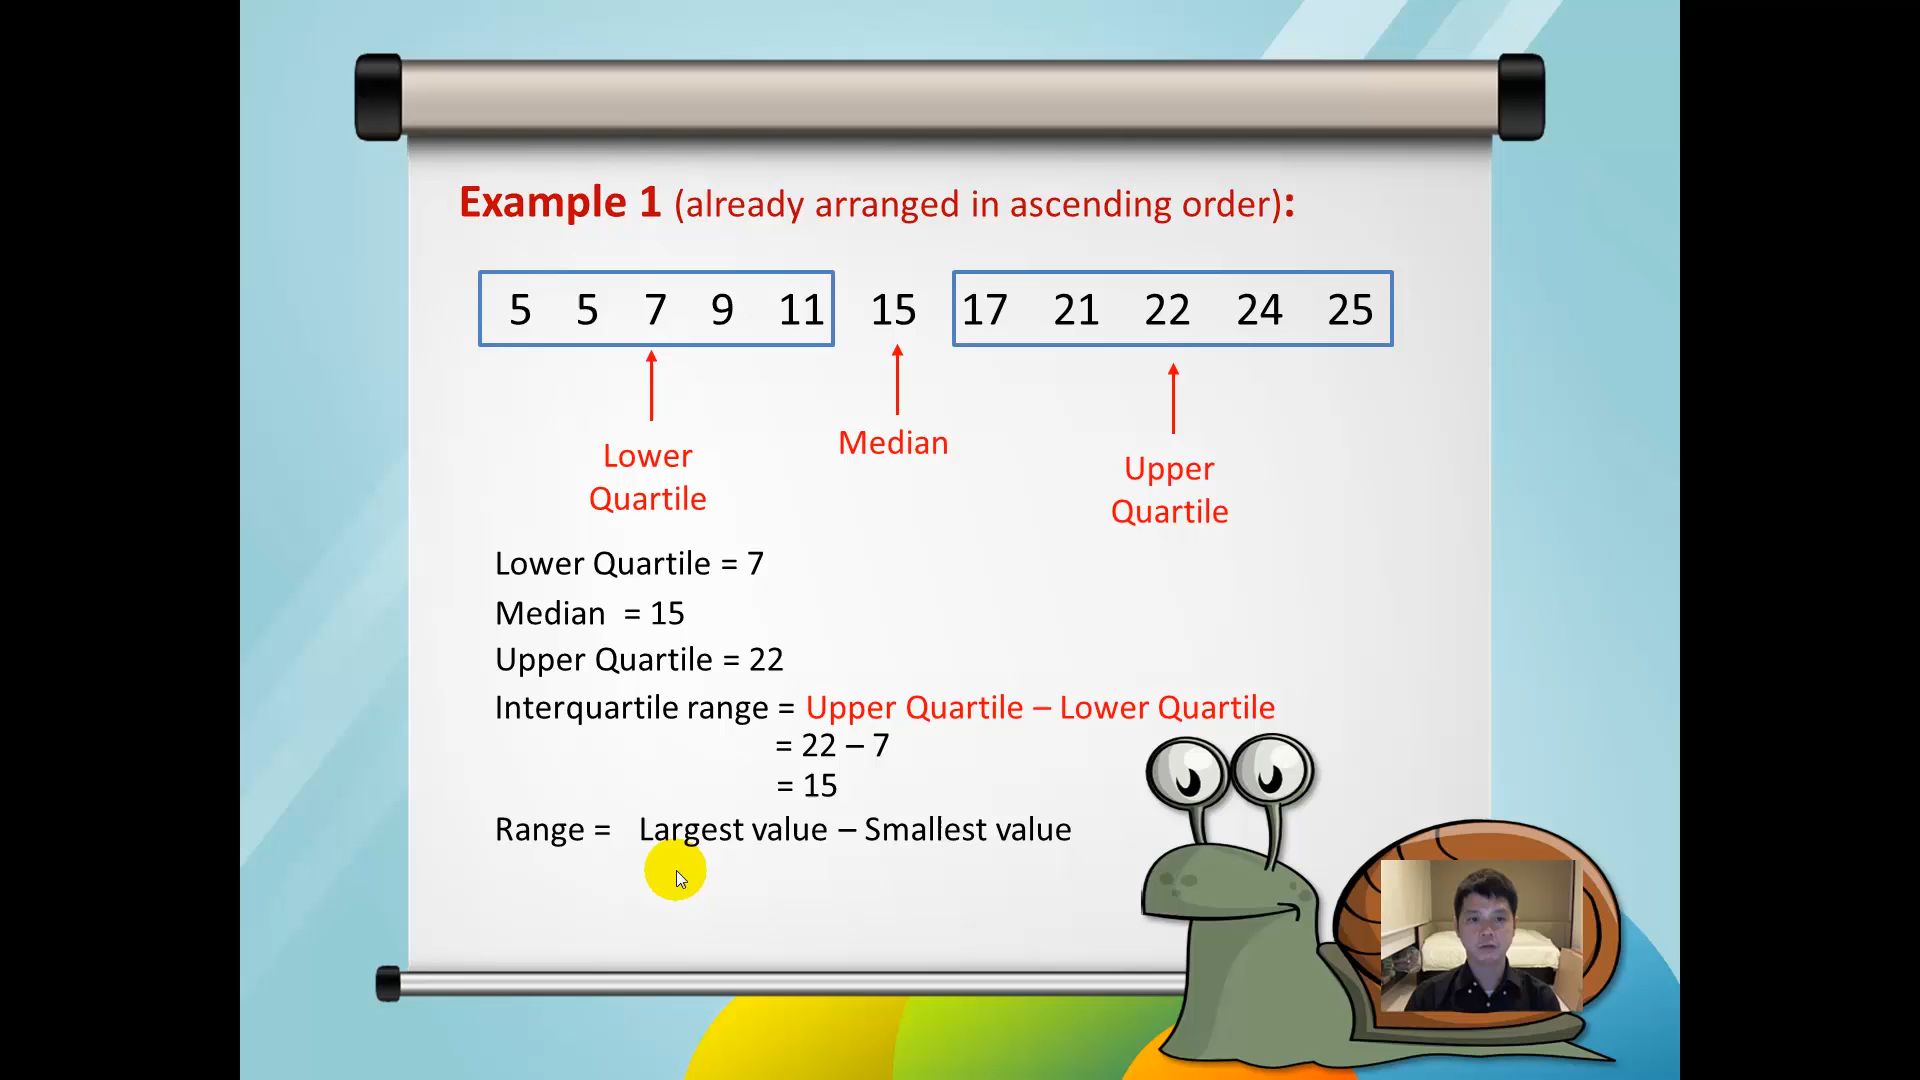 Example 1 (already arranged in ascending order):
5 5 7 9 11 15 17 21 22 24 25
Lower Quartile
Median
Upper Quartile
Lower Quartile = 7
Median = 15
Upper Quartile = 22
Interquartile range = Upper Quartile – Lower Quartile
= 22 – 7
= 15
Range = Largest value – Smallest value